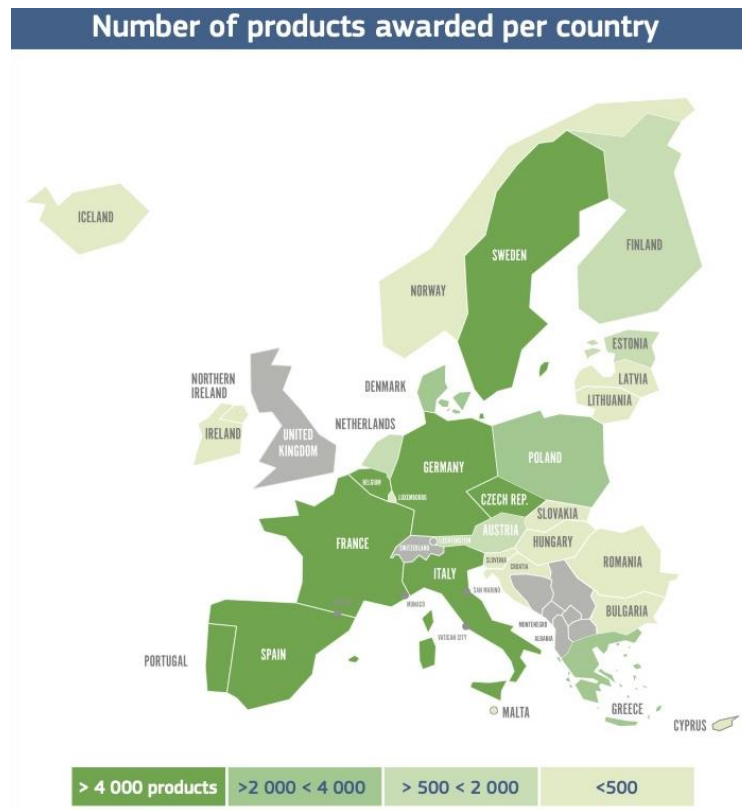 Number of products awarded per country
ICELAND
SWEDEN
FINLAND
NORWAY
ESTONIA
LATVIA
LITHUANIA
DENMARK
NORTHERN
IRELAND
IRELAND
UNITED
KINGDOM
NETHERLANDS
GERMANY
POLAND
BELGIUM
LUXEMBOURG
CZECH REP.
SLOVAKIA
AUSTRIA
HUNGARY
FRANCE
SWITZERLAND
LIECHTENSTEIN
SLOVENIA
CROATIA
ROMANIA
ITALY
SAN MARINO
MONACO
BULGARIA
MONTENEGRO
ALBANIA
VATICAN CITY
PORTUGAL
SPAIN
MALTA
GREECE
CYPRUS
> 4 000 products
>2 000 < 4 000
> 500 < 2 000
<500